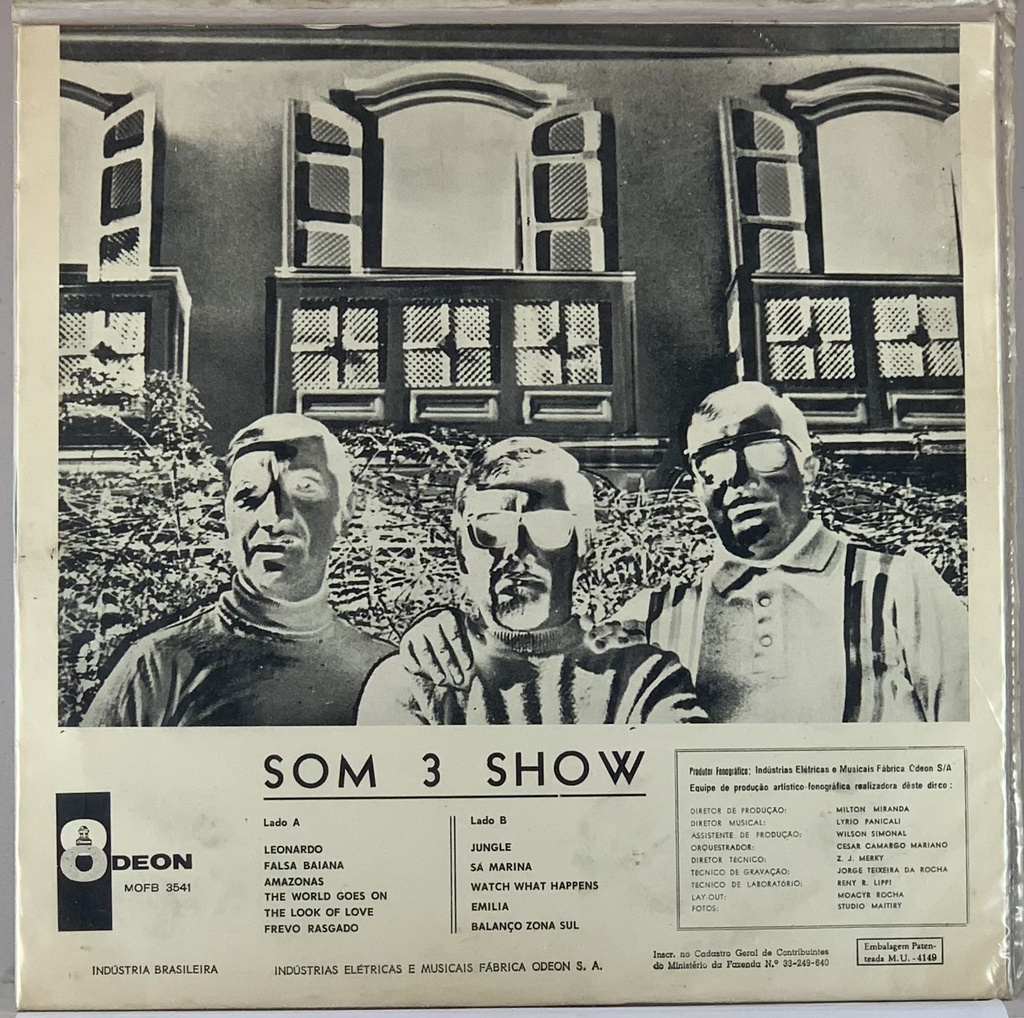 SOM 3 SHOW
Lado A
LEONARDO
FALSA BAIANA
AMAZONAS
THE WORLD GOES ON
THE LOOK OF LOVE
FREVO RASGADO
Lado B
JUNGLE
SÁ MARINA
WATCH WHAT HAPPENS
EMILIA
BALANÇO ZONA SUL
Produtor Fonográfico: Indústrias Elétricas e Musicais Fábrica Odeon S/A
Equipe de produção artístico-fonográfica realizadora dêste disco:
DIRETOR DE PRODUÇÃO: MILTON MIRANDA
DIRETOR MUSICAL: LYRIO PANICALI
ASSISTENTE DE PRODUÇÃO: WILSON SIMONAL
ORQUESTRADOR: CESAR CAMARGO MARIANO
DIRETOR TÉCNICO: Z. J. MERKY
TÉCNICO DE GRAVAÇÃO: JORGE TEIXEIRA DA ROCHA
TÉCNICO DE LABORATÓRIO: RENY R. LIPPI
LAY-OUT: MOACYR ROCHA
FOTOS: STUDIO MAITIRY
ODEON
MOFB 3541
INDÚSTRIA BRASILEIRA
INDÚSTRIAS ELÉTRICAS E MUSICAIS FÁBRICA ODEON S. A.
Inscr. no Cadastro Geral de Contribuintes
do Ministério da Fazenda N.º 33-249-640
Embalagem Paten-
teada M.U. - 4149